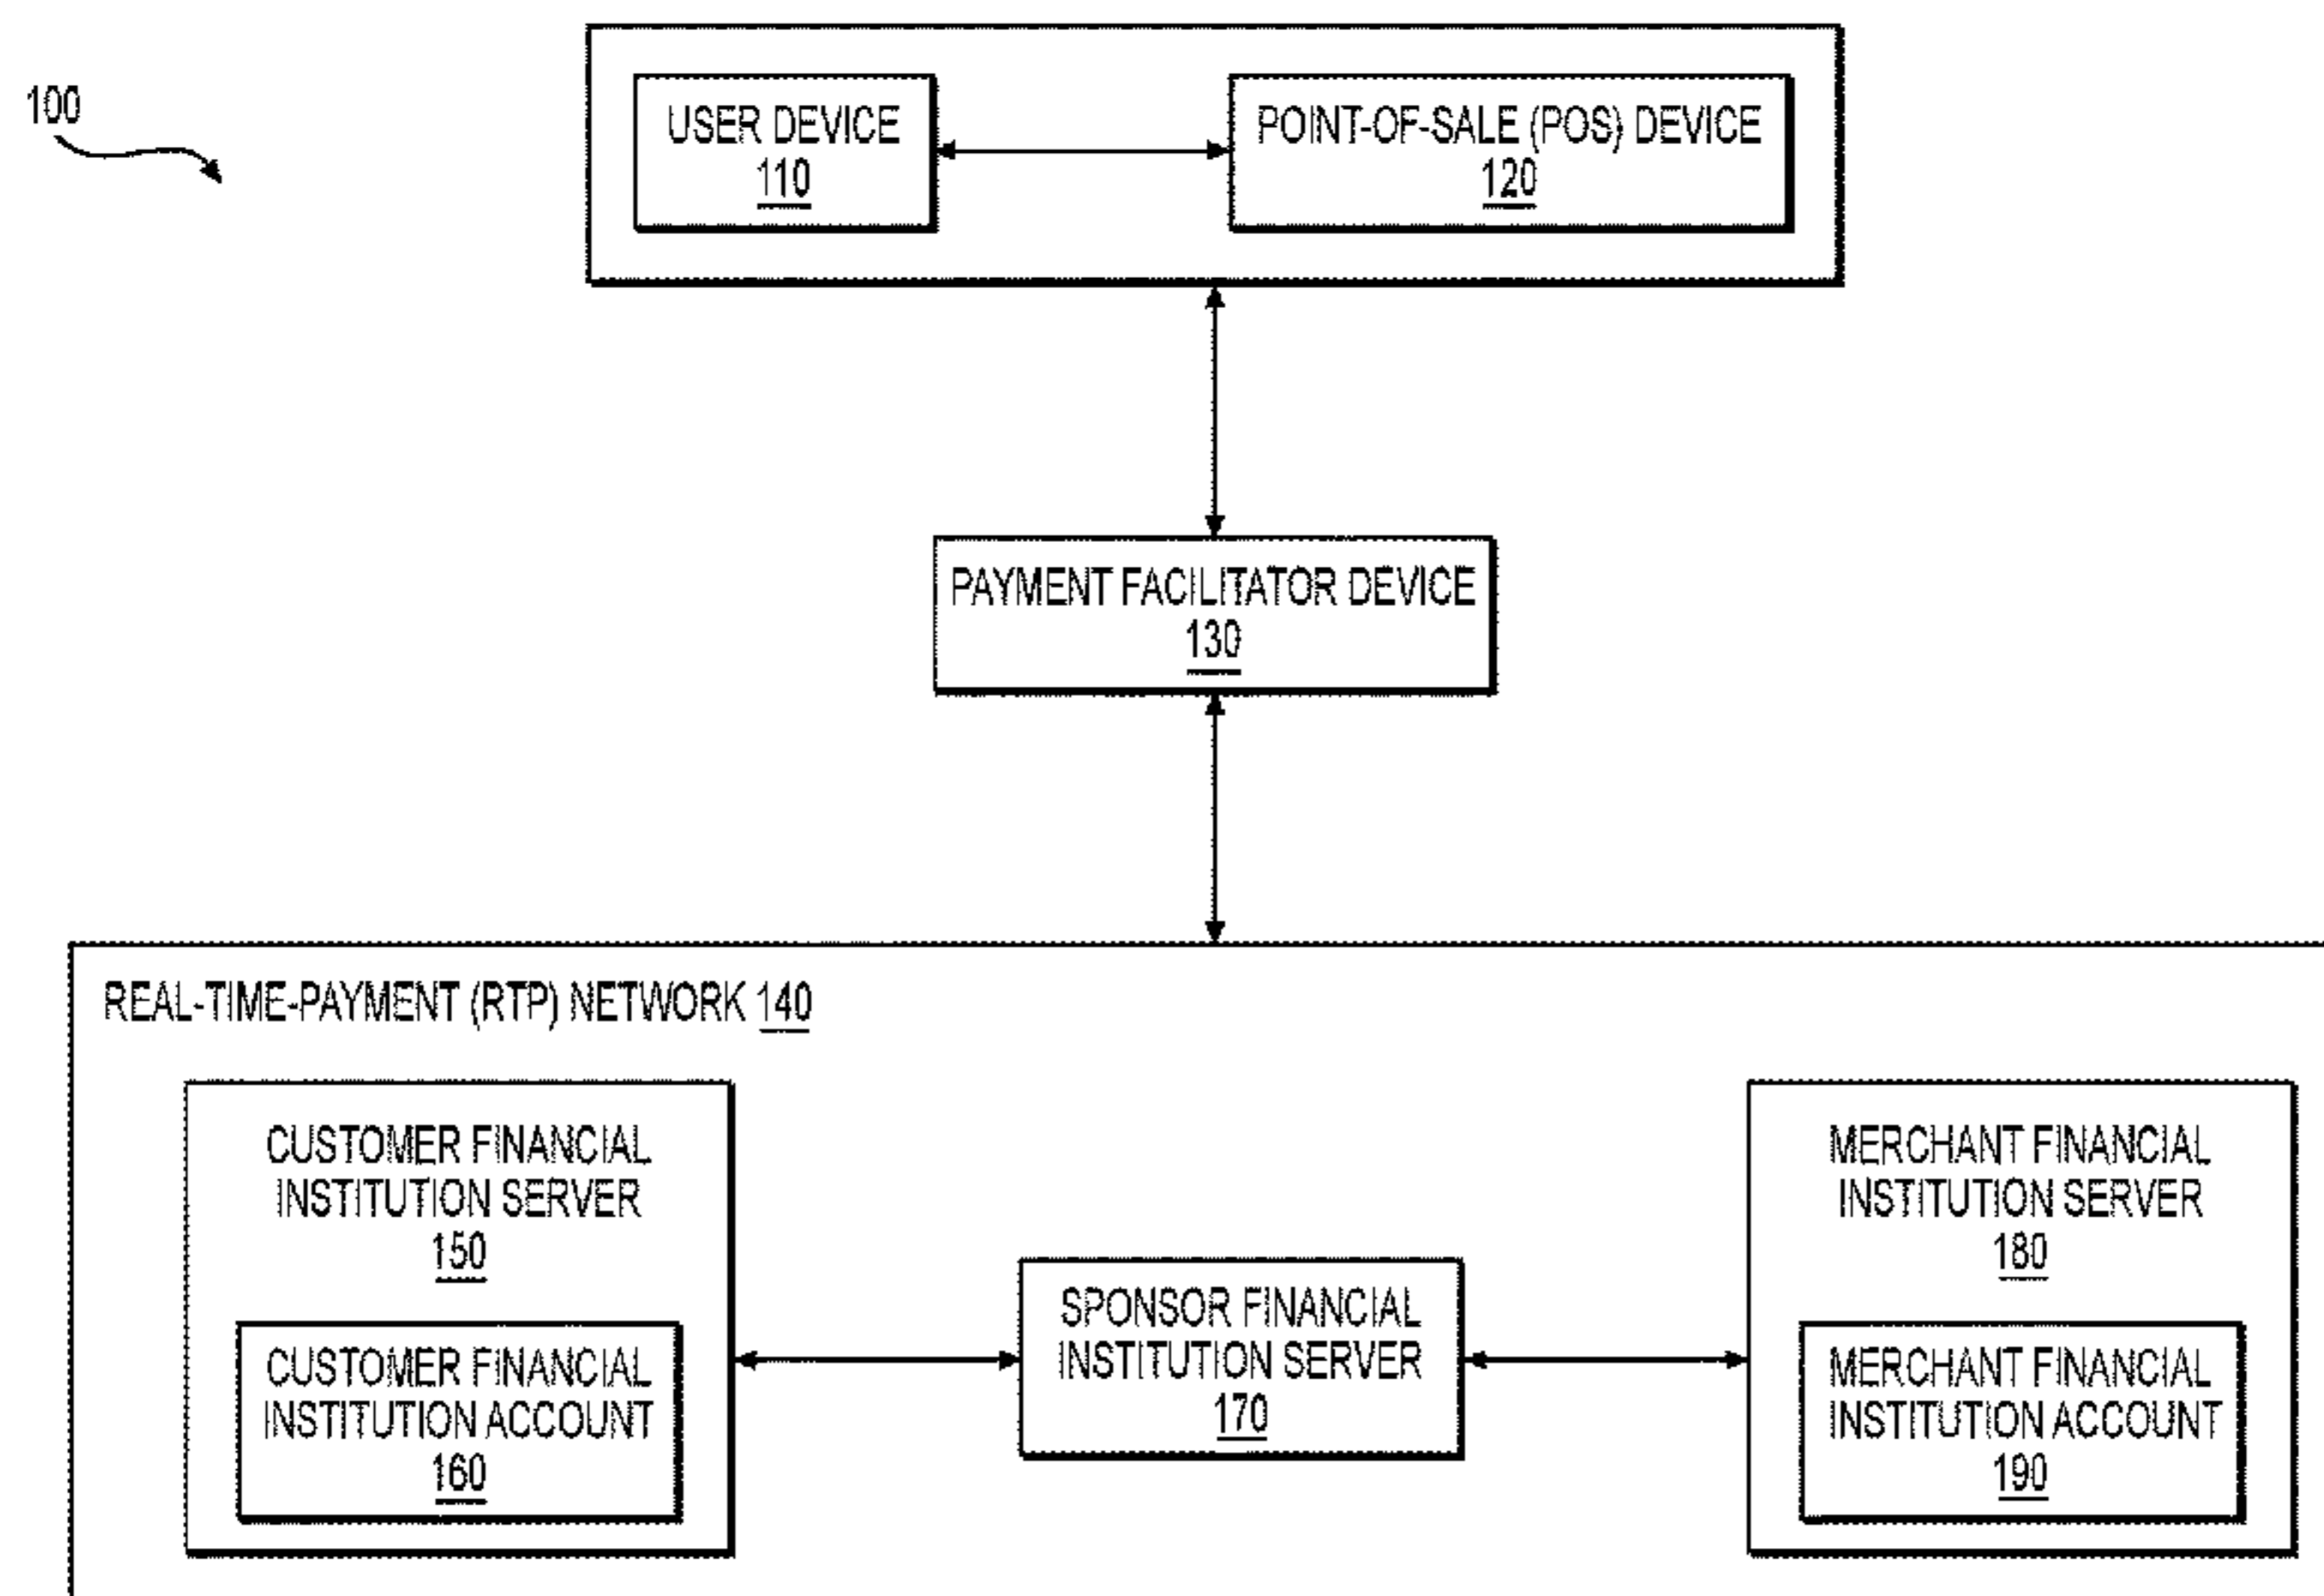 100
USER DEVICE
110
POINT-OF-SALE (POS) DEVICE
120
PAYMENT FACILITATOR DEVICE
130
REAL-TIME-PAYMENT (RTP) NETWORK 140
CUSTOMER FINANCIAL
INSTITUTION SERVER
150
CUSTOMER FINANCIAL
INSTITUTION ACCOUNT
160
SPONSOR FINANCIAL
INSTITUTION SERVER
170
MERCHANT FINANCIAL
INSTITUTION SERVER
180
MERCHANT FINANCIAL
INSTITUTION ACCOUNT
190